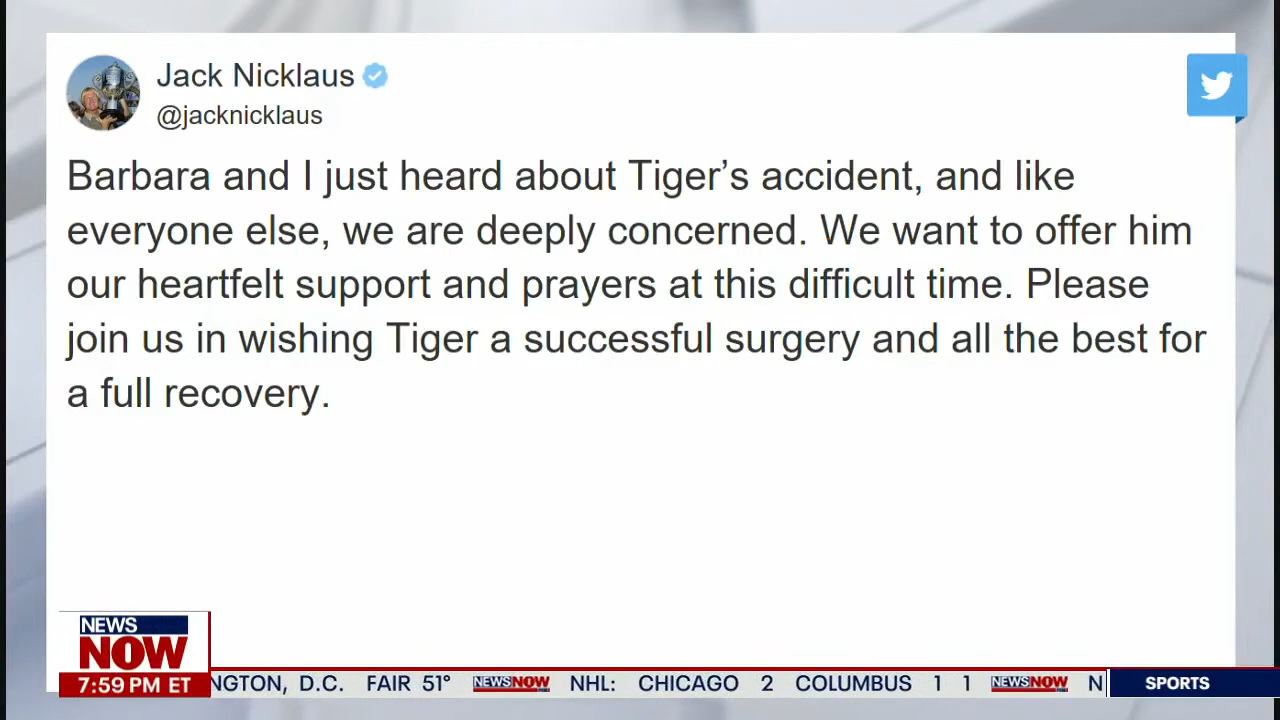 Jack Nicklaus
@jacknicklaus
Barbara and I just heard about Tiger’s accident, and like
everyone else, we are deeply concerned. We want to offer him
our heartfelt support and prayers at this difficult time. Please
join us in wishing Tiger a successful surgery and all the best for
a full recovery.
NEWS
NOW
7:59 PM ET NGTON, D.C. FAIR 51° NEWSNOW NHL: CHICAGO 2 COLUMBUS 1 1 NEWSNOW N SPORTS